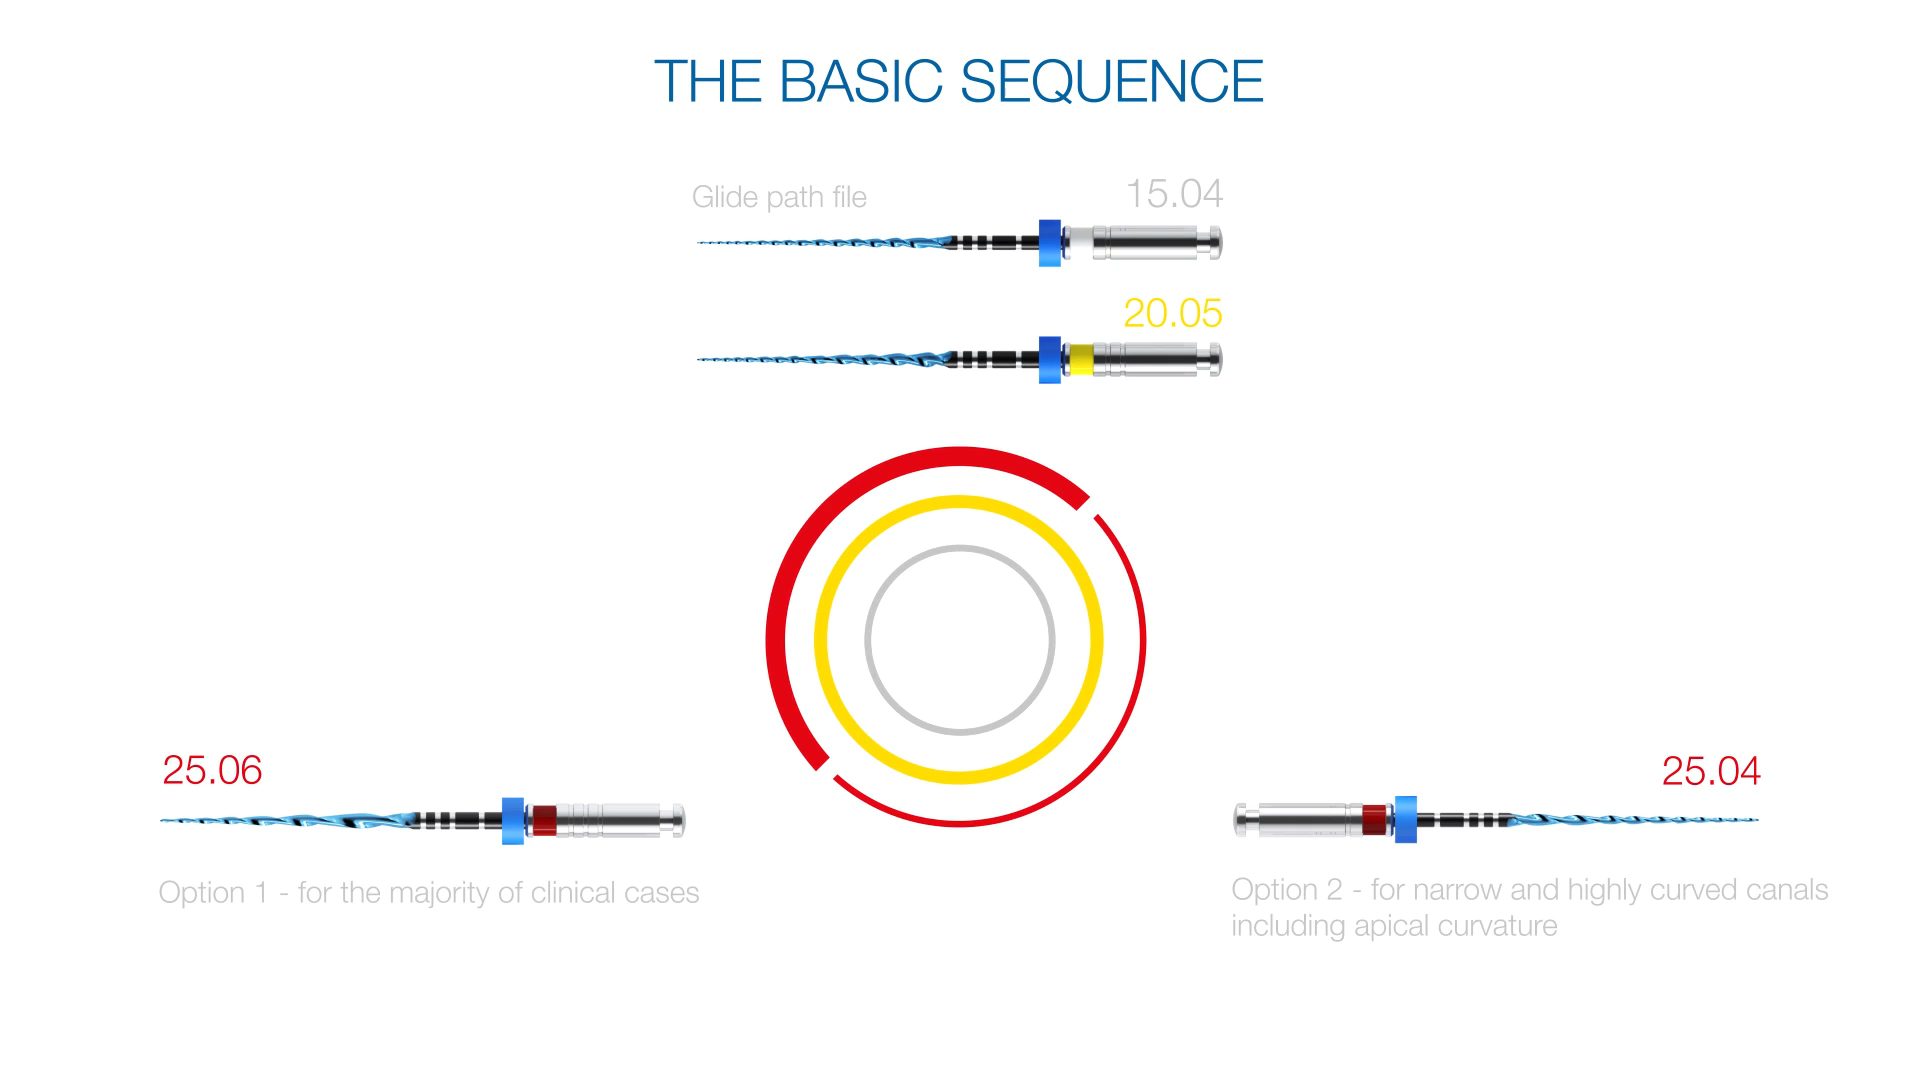 THE BASIC SEQUENCE
Glide path file
15.04
20.05
25.06
Option 1 - for the majority of clinical cases
25.04
Option 2 - for narrow and highly curved canals
including apical curvature